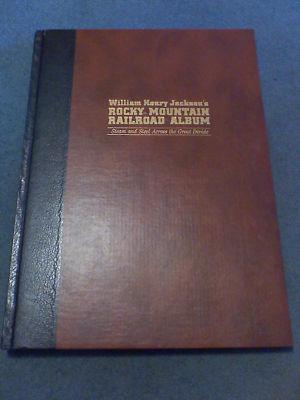 William Henry Jackson's
ROCKY MOUNTAIN
RAILROAD ALBUM
Steam and Steel Across the Great Divide